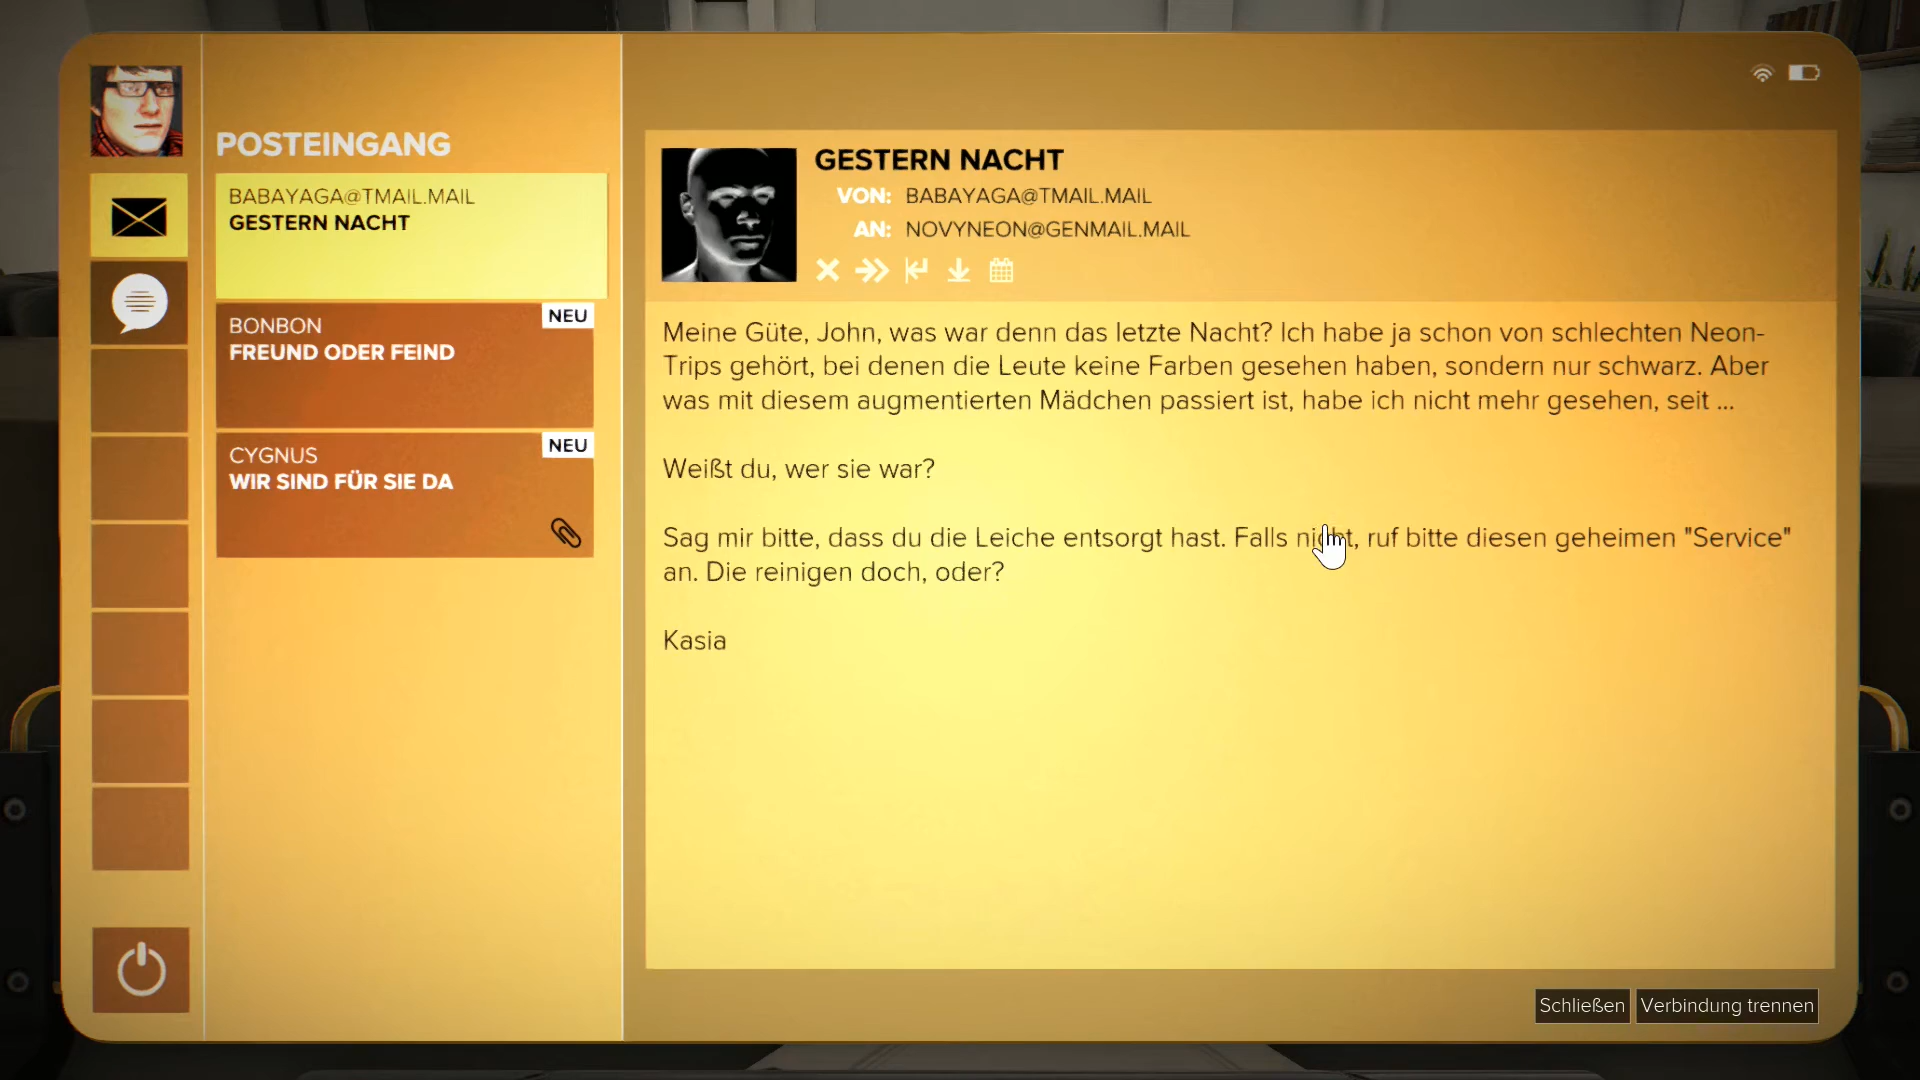 POSTEINGANG
BABAYAGA@TMAIL.MAIL
GESTERN NACHT
NEU
BONBON
FREUND ODER FEIND
NEU
CYGNUS
WIR SIND FÜR SIE DA
GESTERN NACHT
VON: BABAYAGA@TMAIL.MAIL
AN: NOVYNEON@GENMAIL.MAIL
Meine Güte, John, was war denn das letzte Nacht? Ich habe ja schon von schlechten Neon-
Trips gehört, bei denen die Leute keine Farben gesehen haben, sondern nur schwarz. Aber
was mit diesem augmentierten Mädchen passiert ist, habe ich nicht mehr gesehen, seit ...
Weißt du, wer sie war?
Sag mir bitte, dass du die Leiche entsorgt hast. Falls nicht, ruf bitte diesen geheimen "Service"
an. Die reinigen doch, oder?
Kasia
Schließen
Verbindung trennen